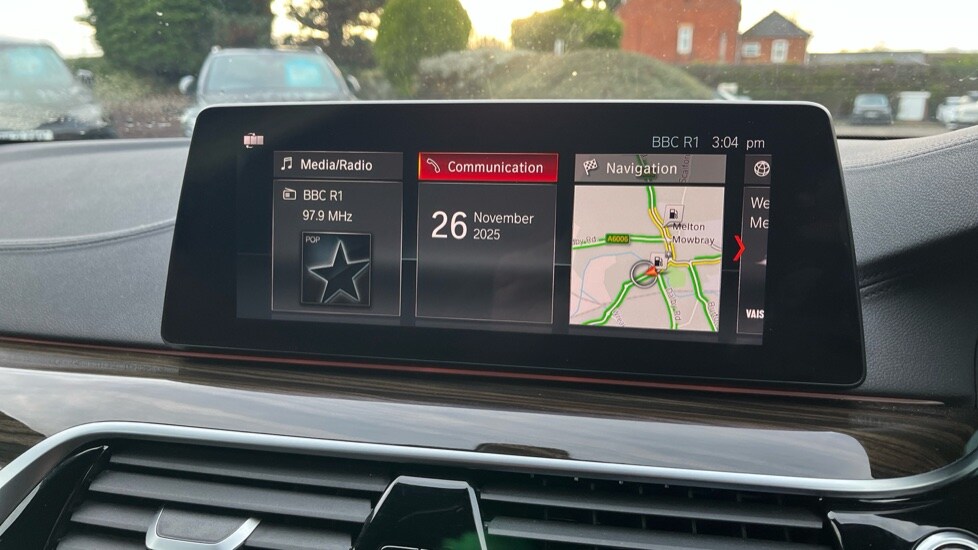 BBC R1 3:04 pm
Media/Radio
BBC R1
97.9 MHz
POP
Communication
26 November
2025
Navigation
A6006
Melton
Mowbray
We
Me
VAIS